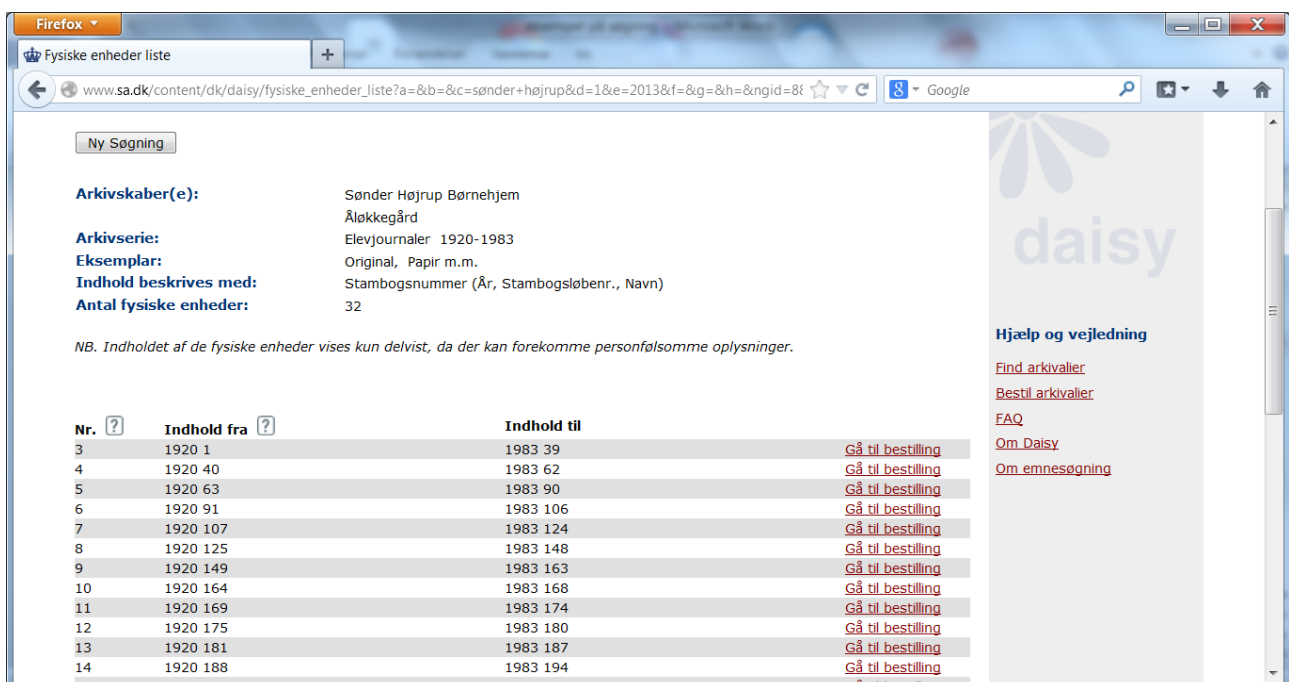 Firefox
Fysiske enheder liste
+
www.sa.dk/content/dk/daisy/fysiske_enheder_liste?a=&b=&c=sønder+højrup&d=1&e=2013&f=&g=&h=&ngid=88
Google
Ny Søgning
Arkivskaber(e): Sønder Højrup Børnehjem
Åløkkegård
Arkivserie: Elevjournaler 1920-1983
Eksemplar: Original, Papir m.m.
Indhold beskrives med: Stambogsnummer (År, Stambogsløbenr., Navn)
Antal fysiske enheder: 32
NB. Indholdet af de fysiske enheder vises kun delvist, da der kan forekomme personfølsomme oplysninger.
Nr. ? Indhold fra ? Indhold til
3 1920 1 1983 39 Gå til bestilling
4 1920 40 1983 62 Gå til bestilling
5 1920 63 1983 90 Gå til bestilling
6 1920 91 1983 106 Gå til bestilling
7 1920 107 1983 124 Gå til bestilling
8 1920 125 1983 148 Gå til bestilling
9 1920 149 1983 163 Gå til bestilling
10 1920 164 1983 168 Gå til bestilling
11 1920 169 1983 174 Gå til bestilling
12 1920 175 1983 180 Gå til bestilling
13 1920 181 1983 187 Gå til bestilling
14 1920 188 1983 194 Gå til bestilling
daisy
Hjælp og vejledning
Find arkivalier
Bestil arkivalier
FAQ
Om Daisy
Om emnesøgning